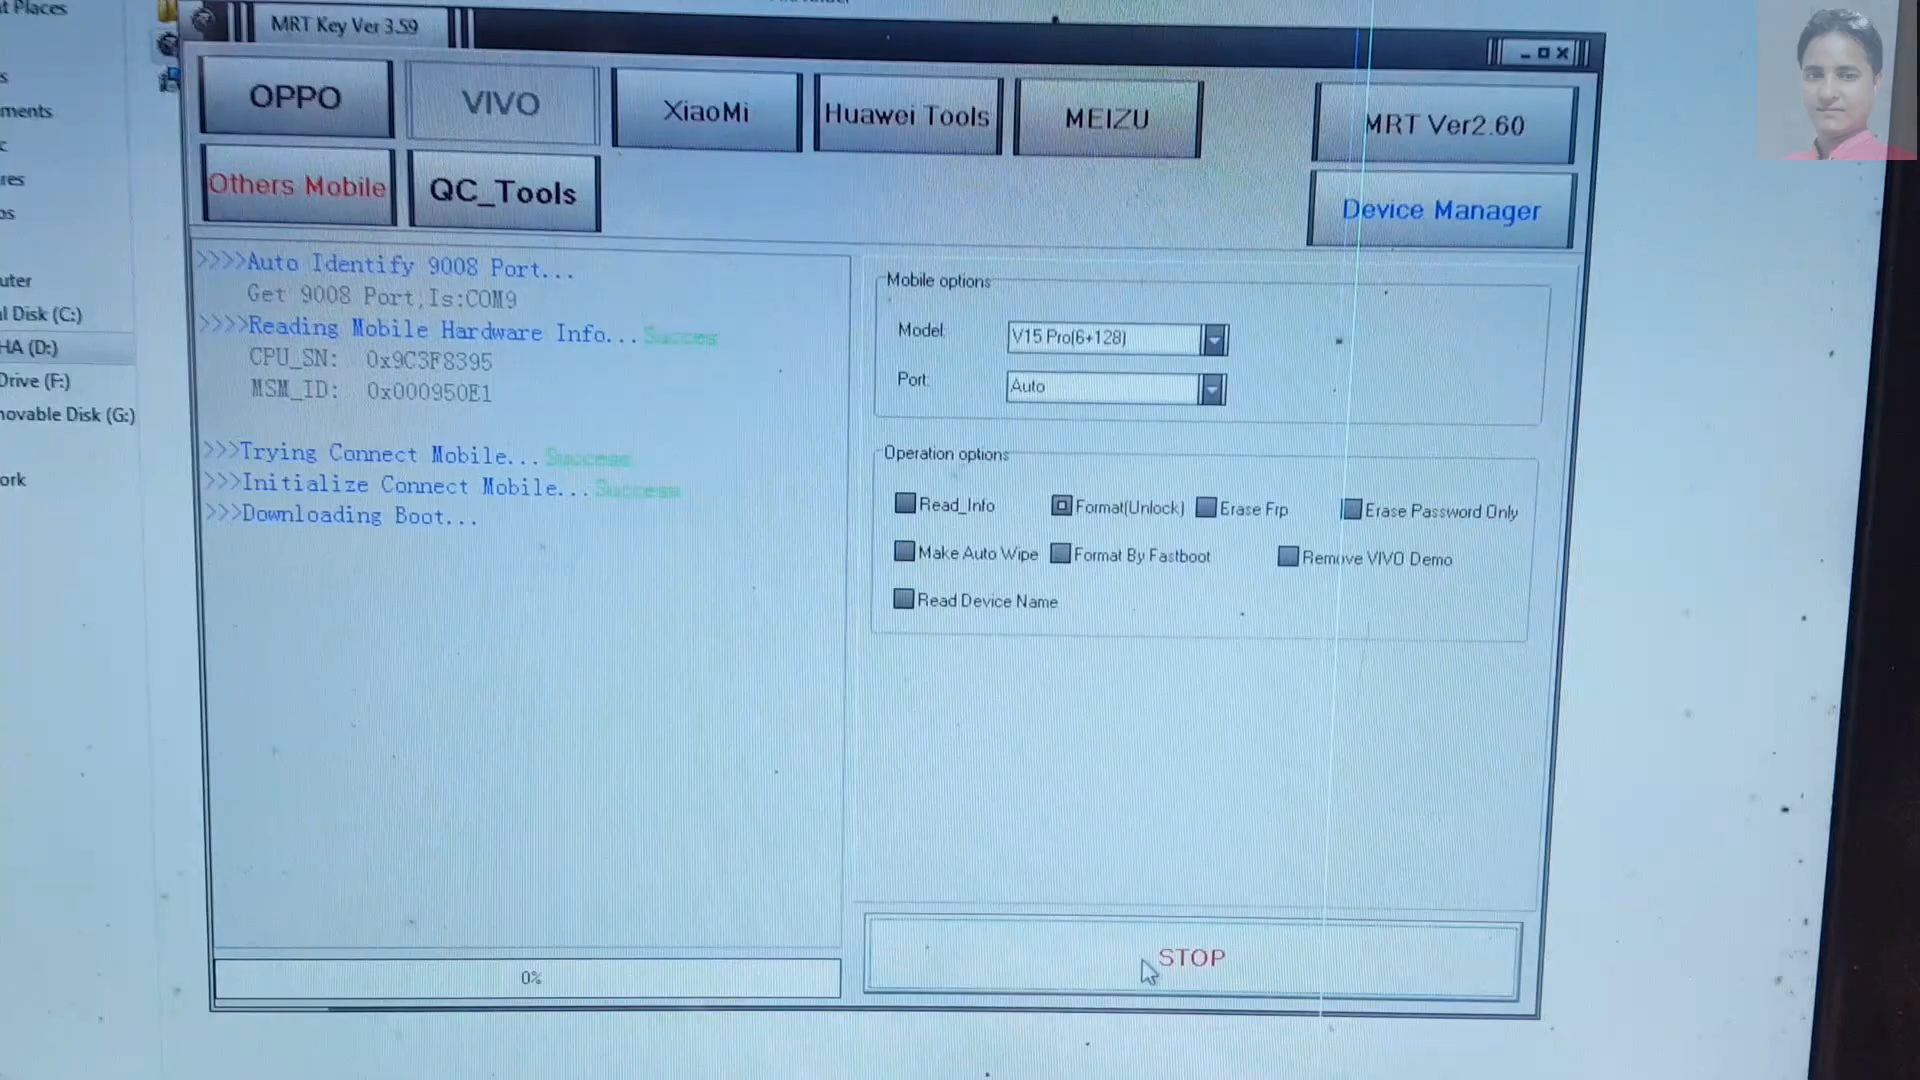 t Places
MRT Key Ver 3.59
OPPO
VIVO
XiaoMi
Huawei Tools
MEIZU
MRT Ver2.60
Others Mobile
QC_Tools
Device Manager
ments
res
uter
l Disk (C:)
HA (D:)
Drive (F:)
movable Disk (G:)
ork
>>>>Auto Identify 9008 Port...
Get 9008 Port,Is:COM9
>>>>Reading Mobile Hardware Info...Succes
CPU_SN: 0x9C3F8395
MSM_ID: 0x000950E1
>>>Trying Connect Mobile...Success
>>>Initialize Connect Mobile...Success
>>>Downloading Boot...
0%
Mobile options
Model:
V15 Pro(6+128)
Port:
Auto
Operation options
Read_Info
Format(Unlock)
Erase Frp
Erase Password Only
Make Auto Wipe
Format By Fastboot
Remove VIVO Demo
Read Device Name
STOP